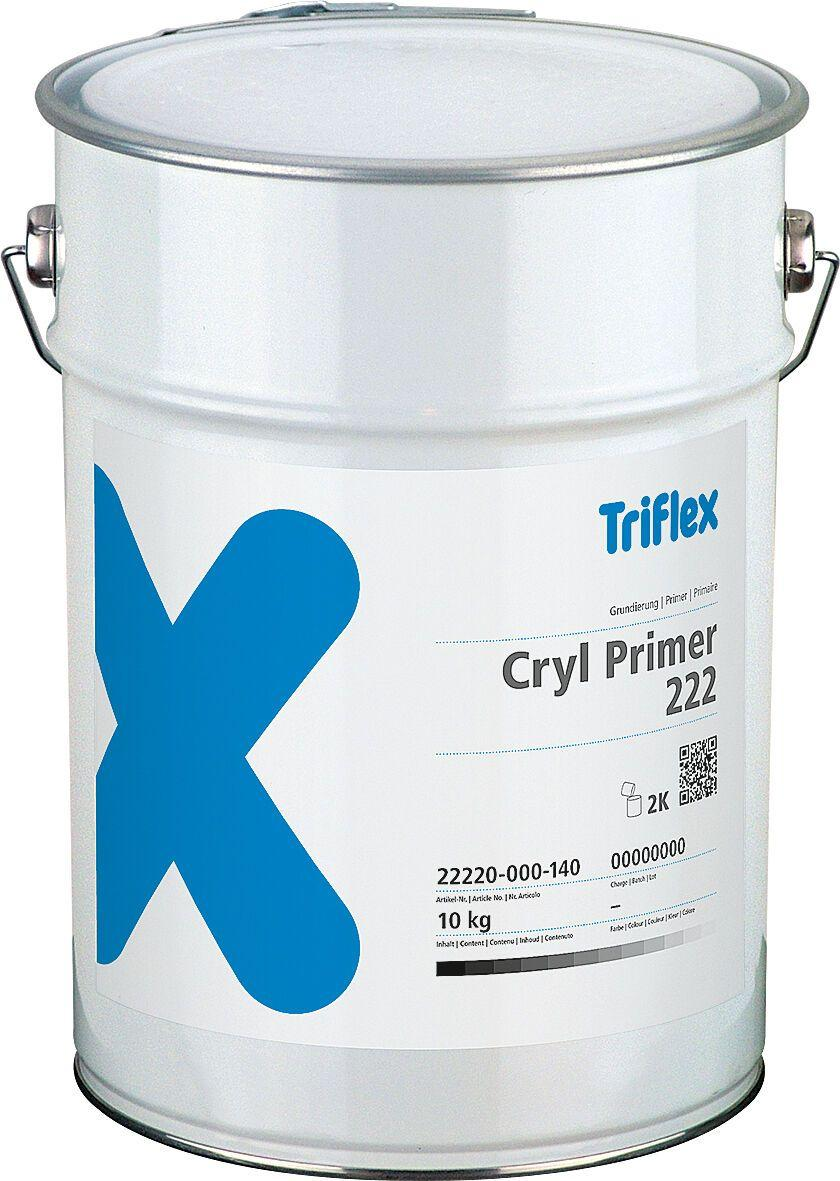 Triflex
Grundierung | Primer | Primaire
Cryl Primer
222
2K
22220-000-140
00000000
Artikel-Nr. | Article No. | Nr. Articolo
Charge | Batch | Lot
10 kg
–
Inhalt | Content | Contenu | Inhoud | Contenuto
Farbe | Colour | Couleur | Kleur | Colore